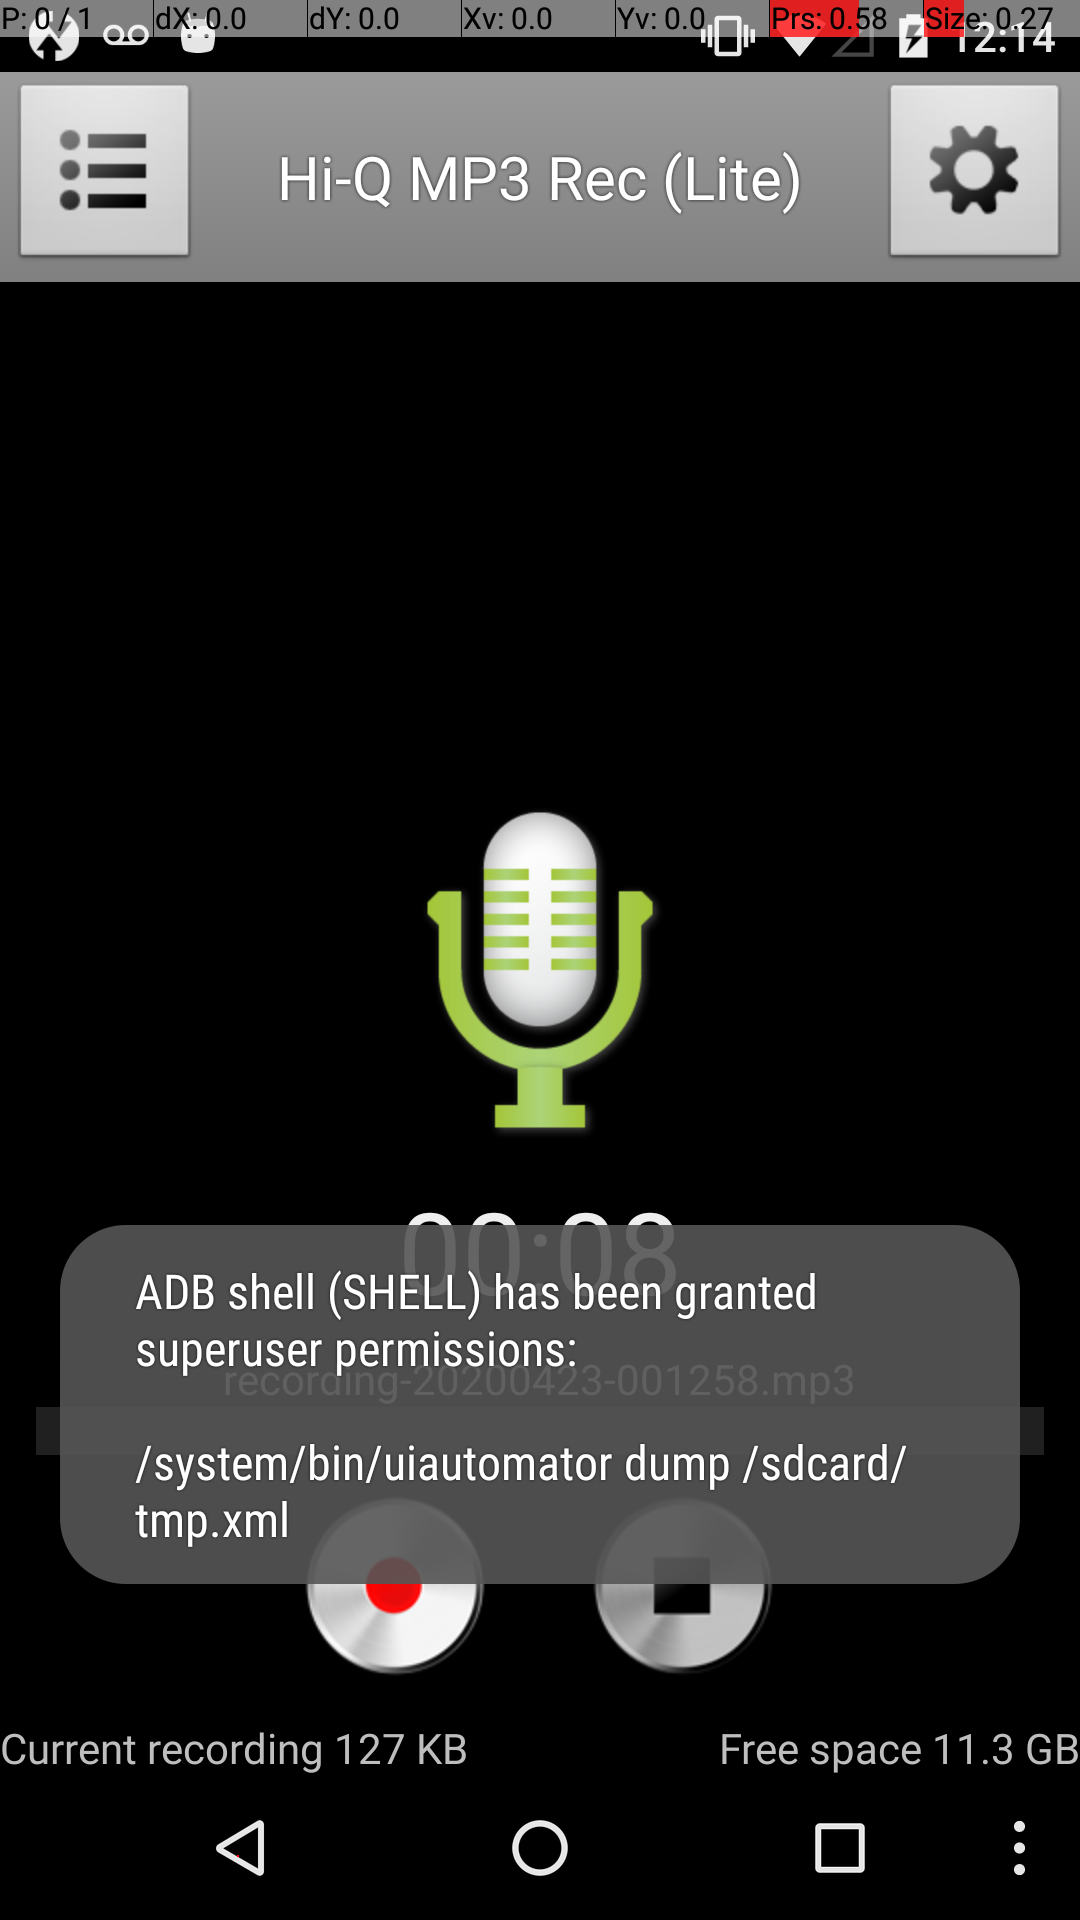 P: 0 / 1 dX: 0.0 dY: 0.0 Xv: 0.0 Yv: 0.0 Prs: 0.58 Size: 0.27
12:14
Hi-Q MP3 Rec (Lite)
00:08
ADB shell (SHELL) has been granted
superuser permissions:
recording-20200423-001258.mp3
/system/bin/uiautomator dump /sdcard/
tmp.xml
Current recording 127 KB
Free space 11.3 GB